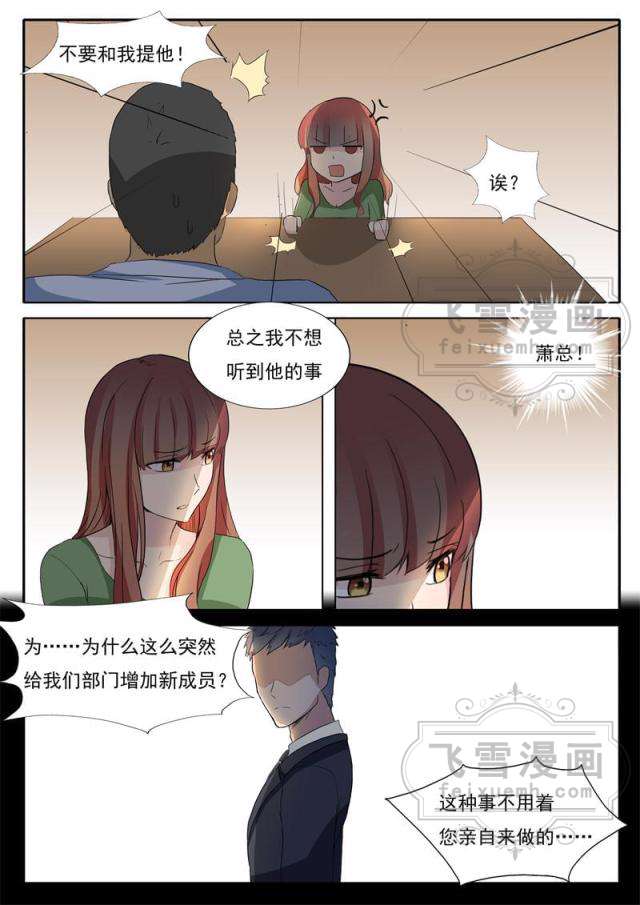 不要和我提他！
诶？
飞雪漫画
feixuemh.com
总之我不想
听到他的事
萧总！
为……为什么这么突然
给我们部门增加新成员？
飞雪漫画
feixuemh.com
这种事不用着
您亲自来做的……